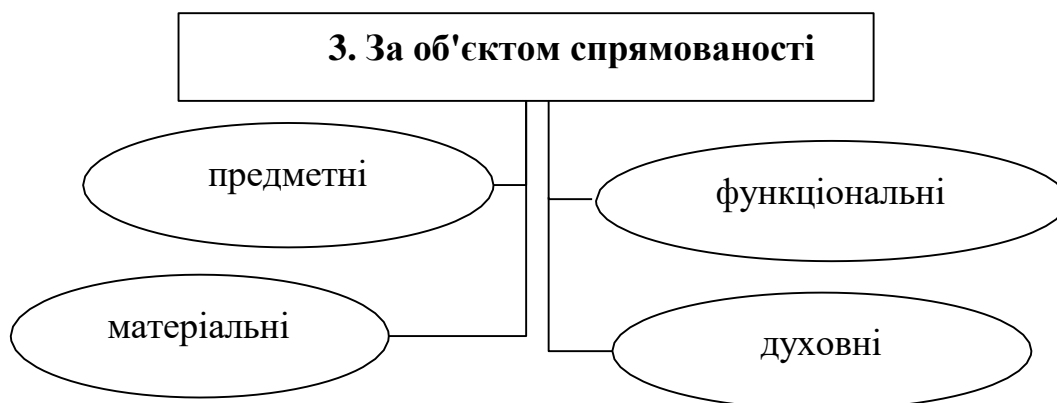 3. За об'єктом спрямованості
предметні
функціональні
матеріальні
духовні